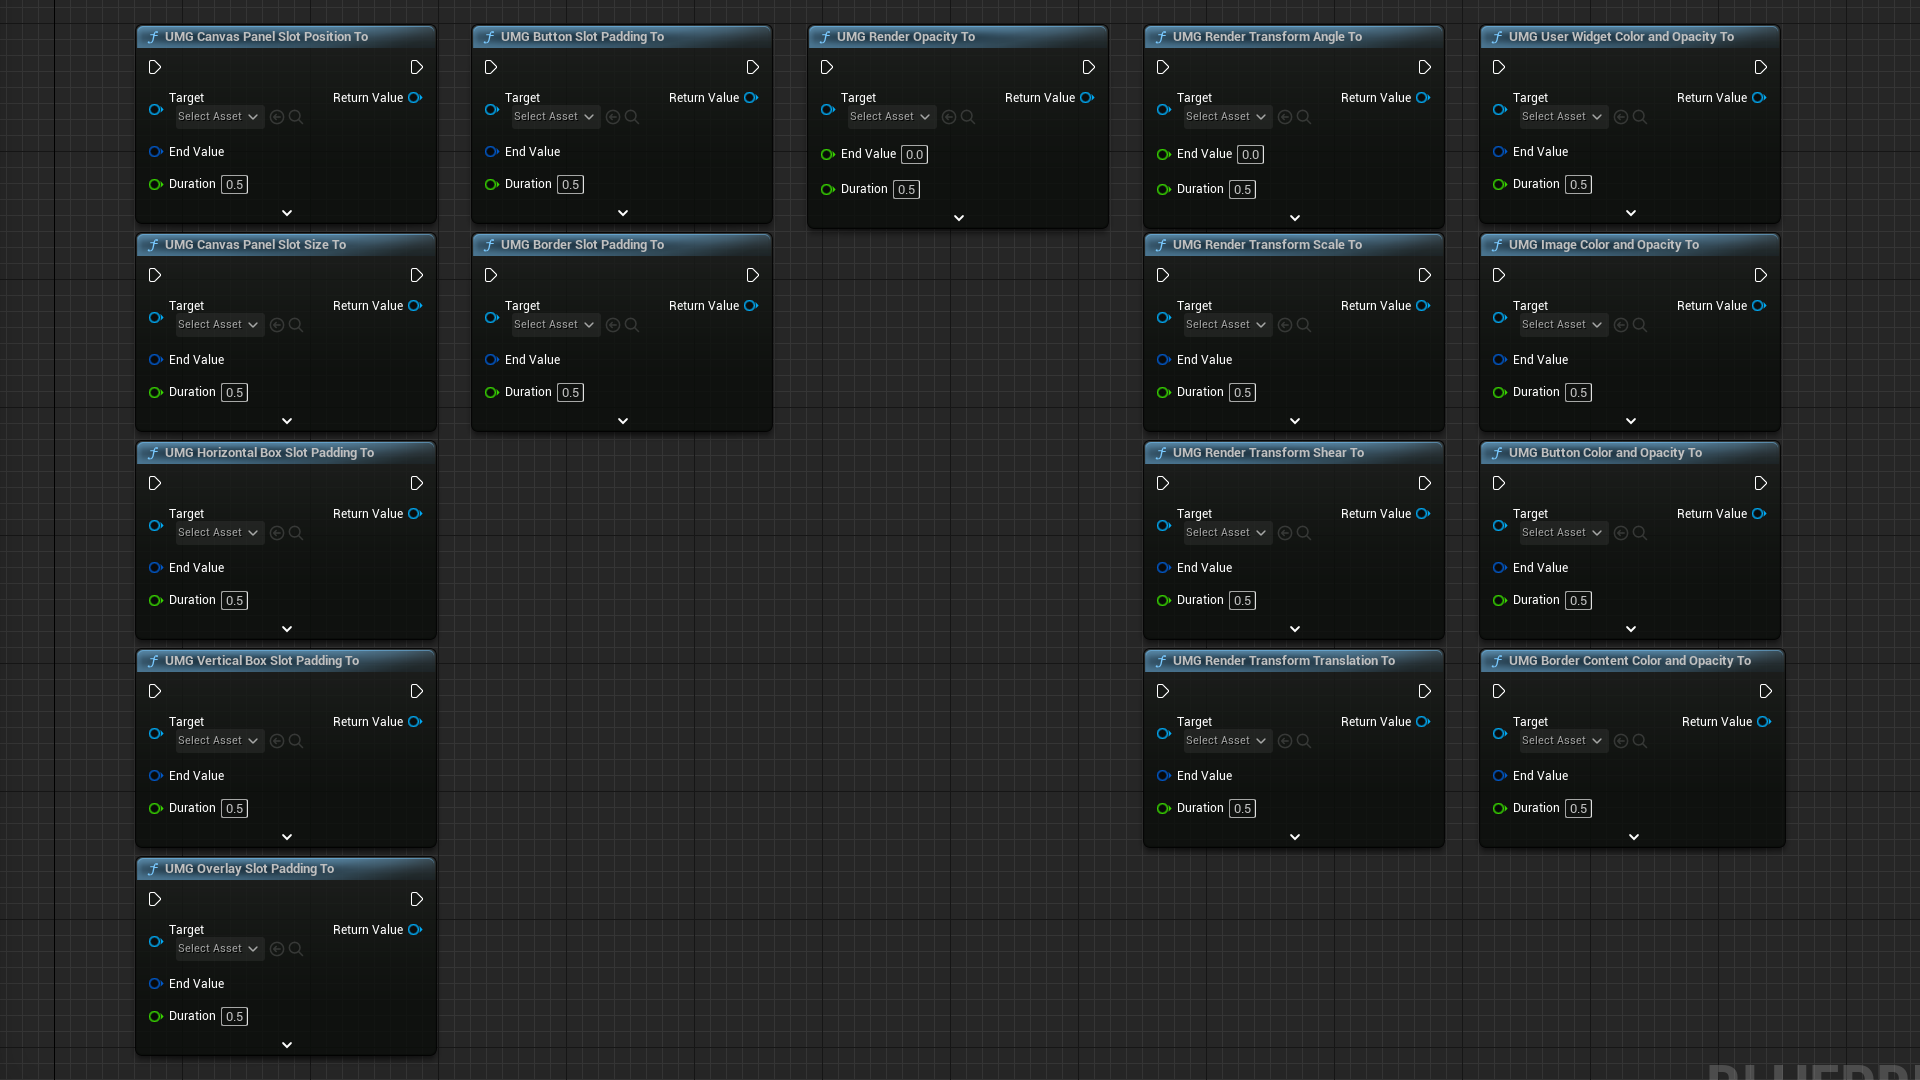 UMG Canvas Panel Slot Position To
Target
Return Value
Select Asset
End Value
Duration 0.5
UMG Canvas Panel Slot Size To
Target
Return Value
Select Asset
End Value
Duration 0.5
UMG Horizontal Box Slot Padding To
Target
Return Value
Select Asset
End Value
Duration 0.5
UMG Vertical Box Slot Padding To
Target
Return Value
Select Asset
End Value
Duration 0.5
UMG Overlay Slot Padding To
Target
Return Value
Select Asset
End Value
Duration 0.5
UMG Button Slot Padding To
Target
Return Value
Select Asset
End Value
Duration 0.5
UMG Border Slot Padding To
Target
Return Value
Select Asset
End Value
Duration 0.5
UMG Render Opacity To
Target
Return Value
Select Asset
End Value 0.0
Duration 0.5
UMG Render Transform Angle To
Target
Return Value
Select Asset
End Value 0.0
Duration 0.5
UMG Render Transform Scale To
Target
Return Value
Select Asset
End Value
Duration 0.5
UMG Render Transform Shear To
Target
Return Value
Select Asset
End Value
Duration 0.5
UMG Render Transform Translation To
Target
Return Value
Select Asset
End Value
Duration 0.5
UMG User Widget Color and Opacity To
Target
Return Value
Select Asset
End Value
Duration 0.5
UMG Image Color and Opacity To
Target
Return Value
Select Asset
End Value
Duration 0.5
UMG Button Color and Opacity To
Target
Return Value
Select Asset
End Value
Duration 0.5
UMG Border Content Color and Opacity To
Target
Return Value
Select Asset
End Value
Duration 0.5